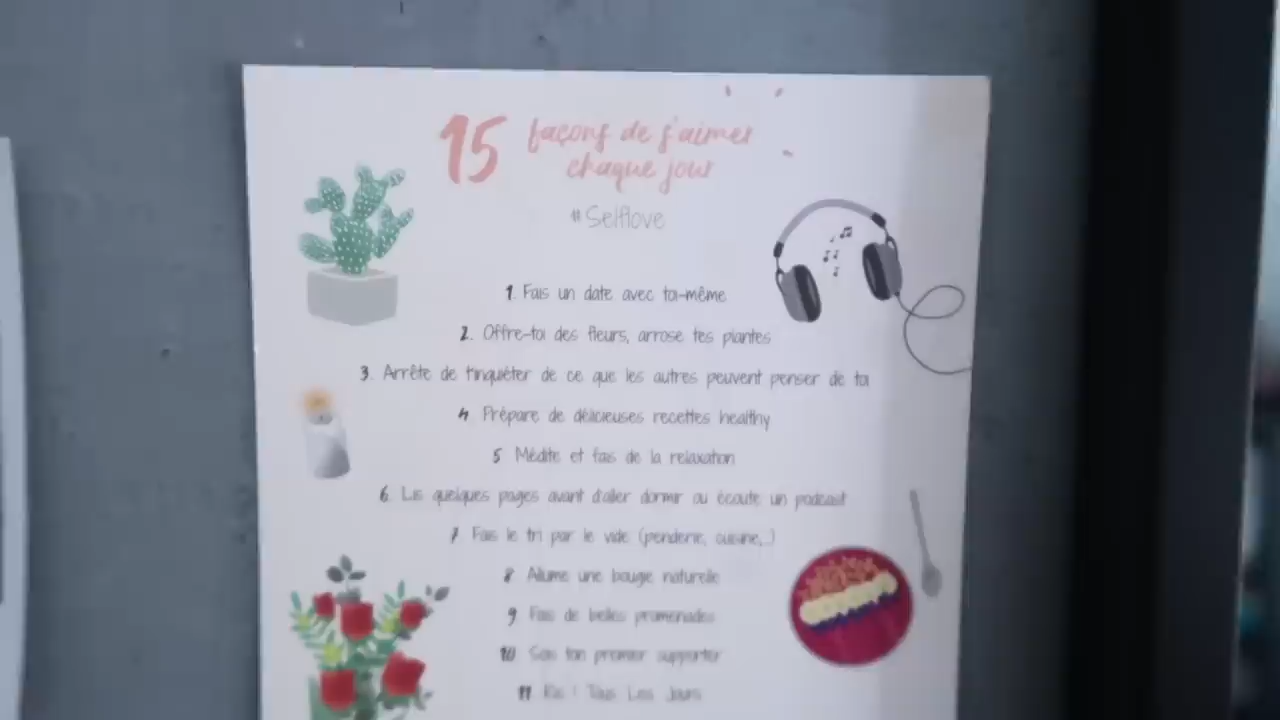 15 façons de s'aimer
chaque jour
#Selflove
1. Fais un date avec toi-même
2. Offre-toi des fleurs, arrose tes plantes
3. Arrête de t'inquiéter de ce que les autres peuvent penser de toi
4 Prépare de délicieuses recettes healthy
5 Médite et fais de la relaxation
6. Lis quelques pages avant d'aller dormir ou écoute un podcast
7 Fais le tri par le vide (penderie, cuisine,..)
8 Allume une bougie naturelle
9 Fais de belles promenades
10 Sois ton premier supporter
11 Ris ! Tous Les Jours